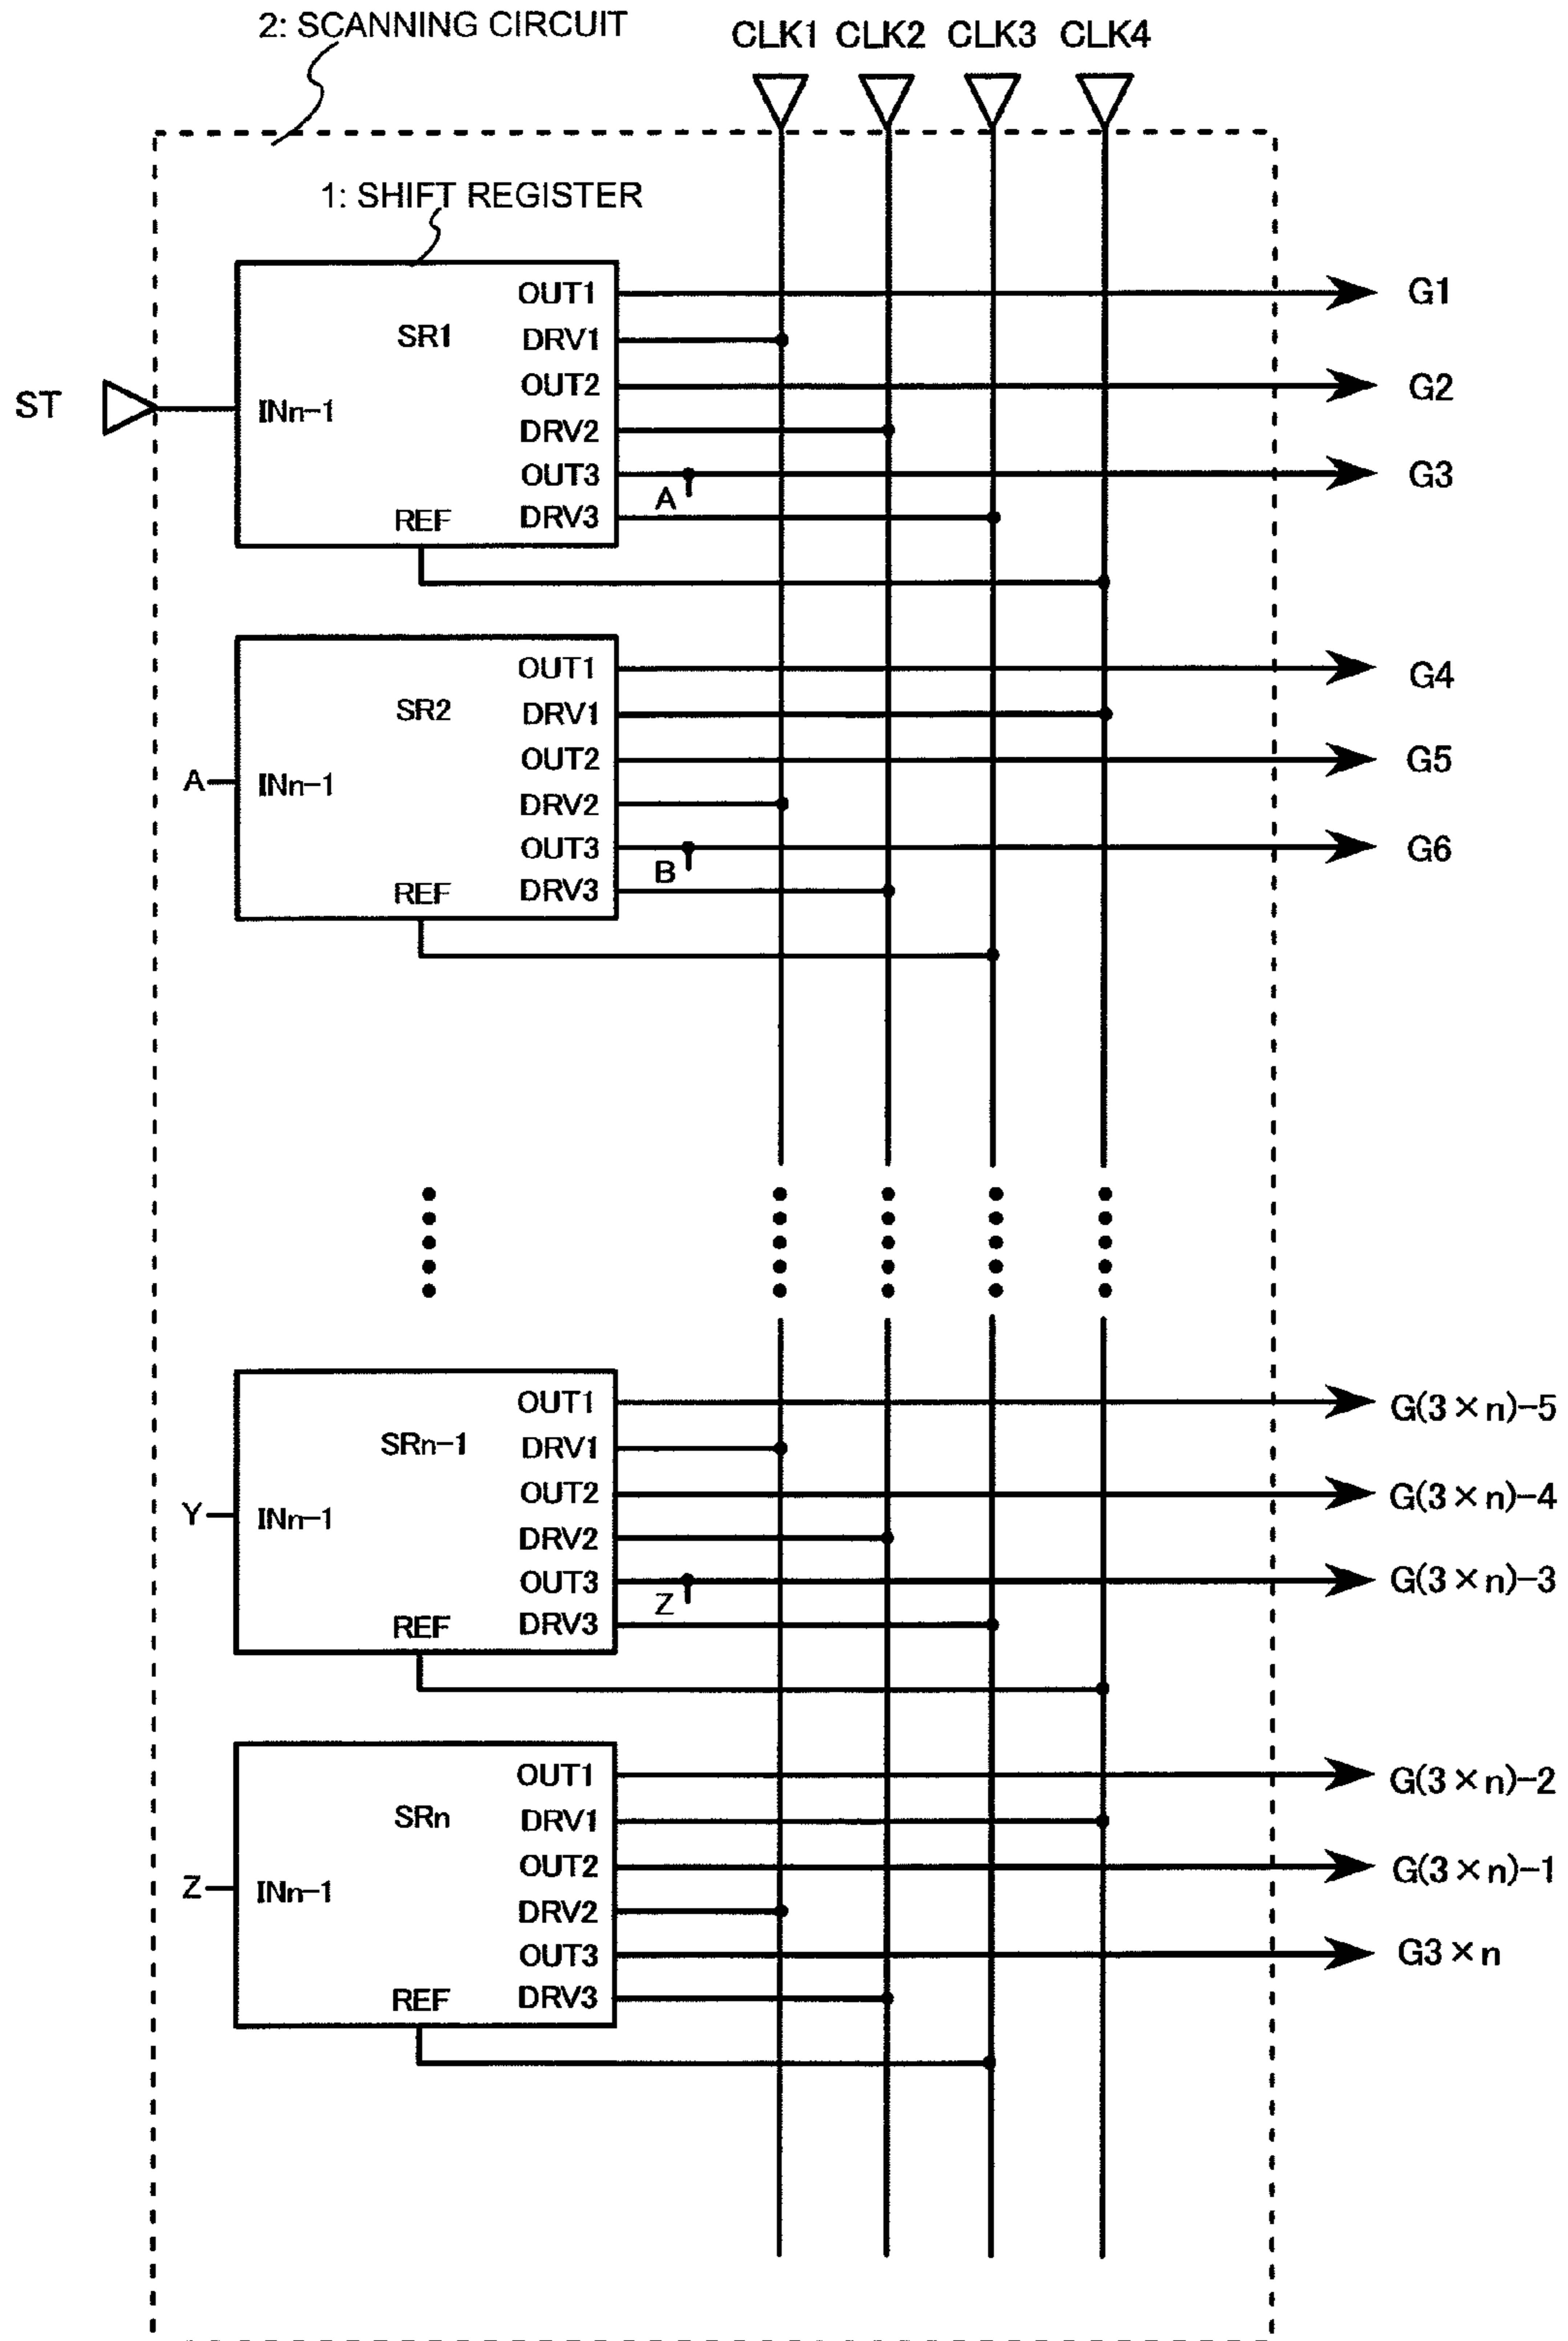 2: SCANNING CIRCUIT
CLK1 CLK2 CLK3 CLK4
1: SHIFT REGISTER
OUT1
G1
SR1
DRV1
OUT2
G2
ST
INn-1
DRV2
OUT3
A
G3
REF
DRV3
OUT1
G4
SR2
DRV1
OUT2
G5
A
INn-1
DRV2
OUT3
B
G6
REF
DRV3
OUT1
G(3×n)-5
SRn-1
DRV1
OUT2
G(3×n)-4
Y
INn-1
DRV2
OUT3
Z
G(3×n)-3
REF
DRV3
OUT1
G(3×n)-2
SRn
DRV1
OUT2
G(3×n)-1
Z
INn-1
DRV2
OUT3
G3×n
REF
DRV3